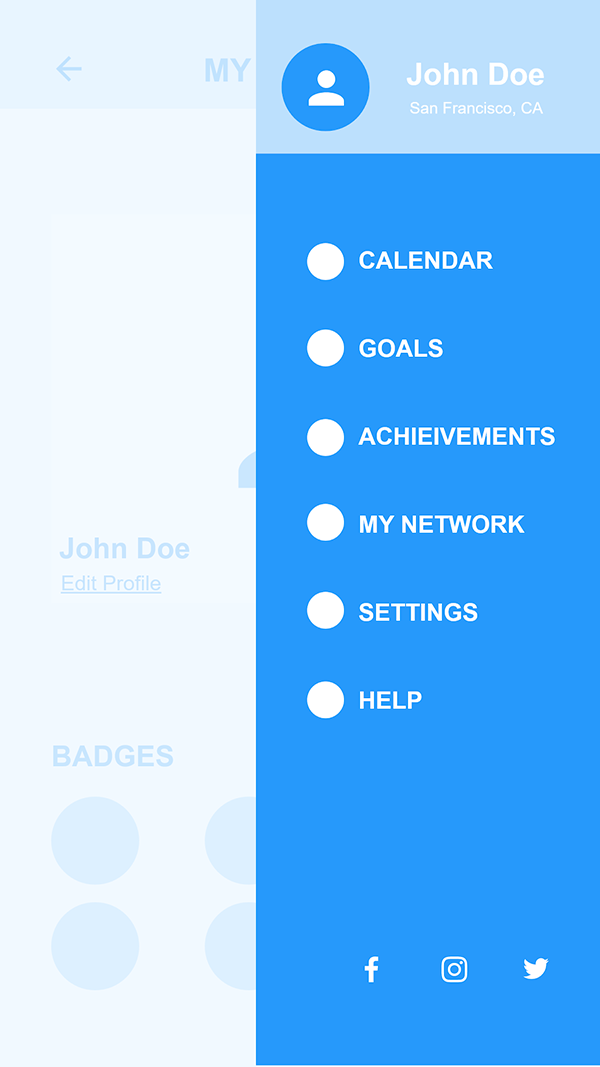 MY
John Doe
San Francisco, CA
CALENDAR
GOALS
ACHIEIVEMENTS
MY NETWORK
SETTINGS
HELP
John Doe
Edit Profile
BADGES